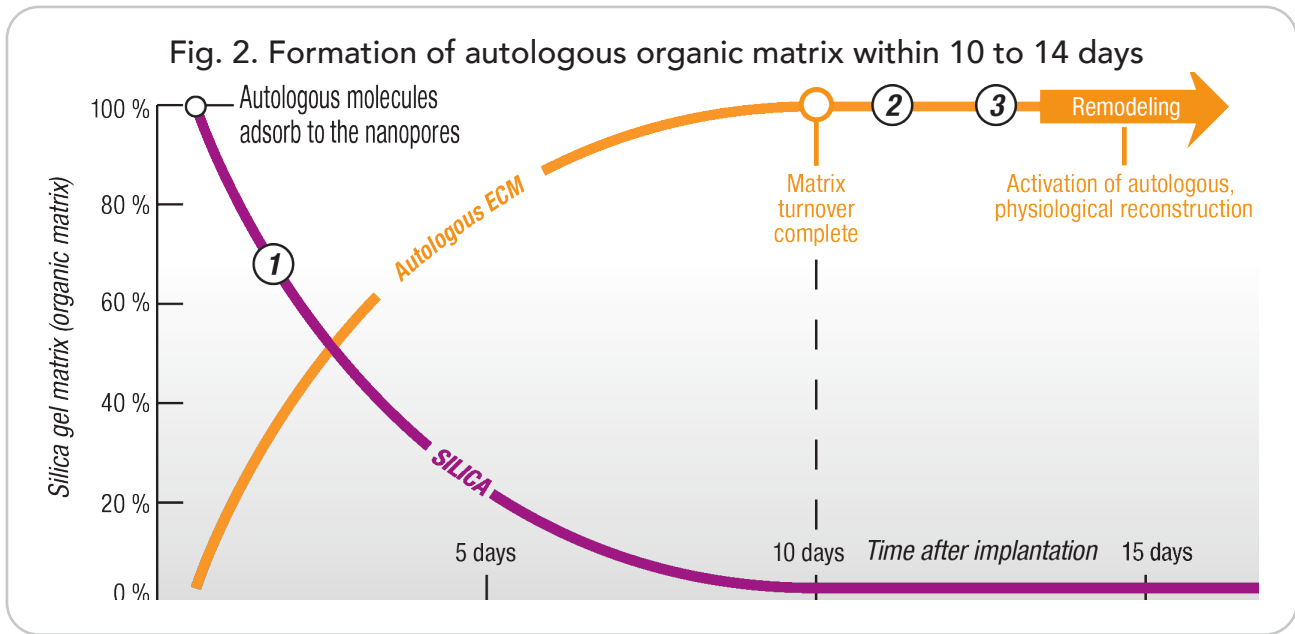 Fig. 2. Formation of autologous organic matrix within 10 to 14 days
Silica gel matrix (organic matrix)
100 %
80 %
60 %
40 %
20 %
0 %
Autologous molecules
adsorb to the nanopores
1
Autologous ECM
SILICA
2
3
Remodeling
Matrix
turnover
complete
Activation of autologous,
physiological reconstruction
5 days
10 days
Time after implantation
15 days